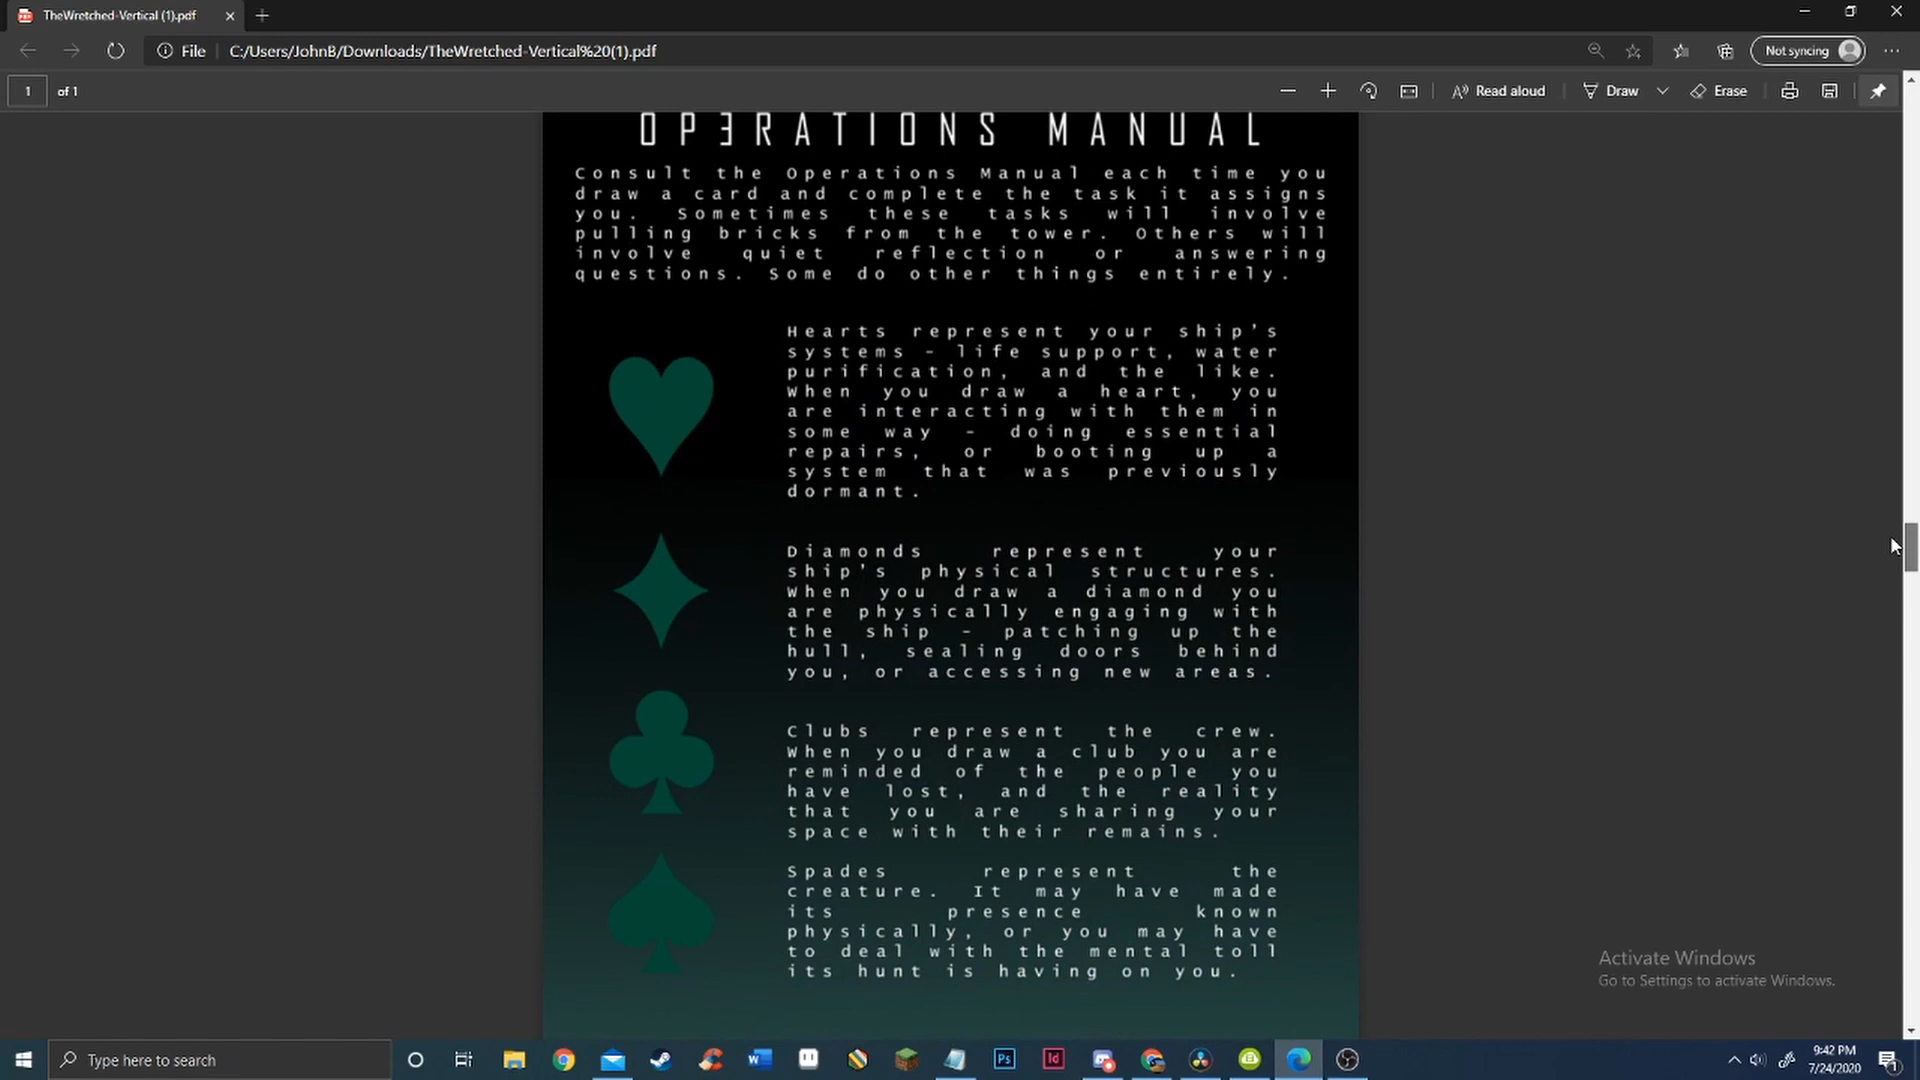 TheWretched-Vertical (1).pdf
File
C:/Users/JohnB/Downloads/TheWretched-Vertical%20(1).pdf
Not syncing
1 of 1
Read aloud
Draw
Erase
OPƎRATIONS MANUAL
Consult the Operations Manual each time you
draw a card and complete the task it assigns
you. Sometimes these tasks will involve
pulling bricks from the tower. Others will
involve quiet reflection or answering
questions. Some do other things entirely.
Hearts represent your ship's
systems - life support, water
purification, and the like.
When you draw a heart, you
are interacting with them in
some way - doing essential
repairs, or booting up a
system that was previously
dormant.
Diamonds represent your
ship's physical structures.
When you draw a diamond you
are physically engaging with
the ship - patching up the
hull, sealing doors behind
you, or accessing new areas.
Clubs represent the crew.
When you draw a club you are
reminded of the people you
have lost, and the reality
that you are sharing your
space with their remains.
Spades represent the
creature. It may have made
its presence known
physically, or you may have
to deal with the mental toll
its hunt is having on you.
Activate Windows
Go to Settings to activate Windows.
Type here to search
Ps
Id
9:42 PM
7/24/2020
1